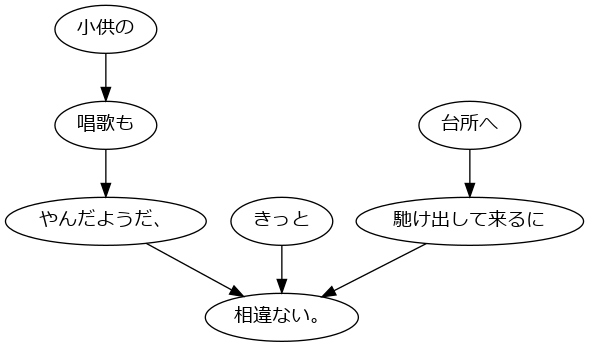 小供の
唱歌も
台所へ
やんだようだ、
きっと
馳け出して来るに
相違ない。